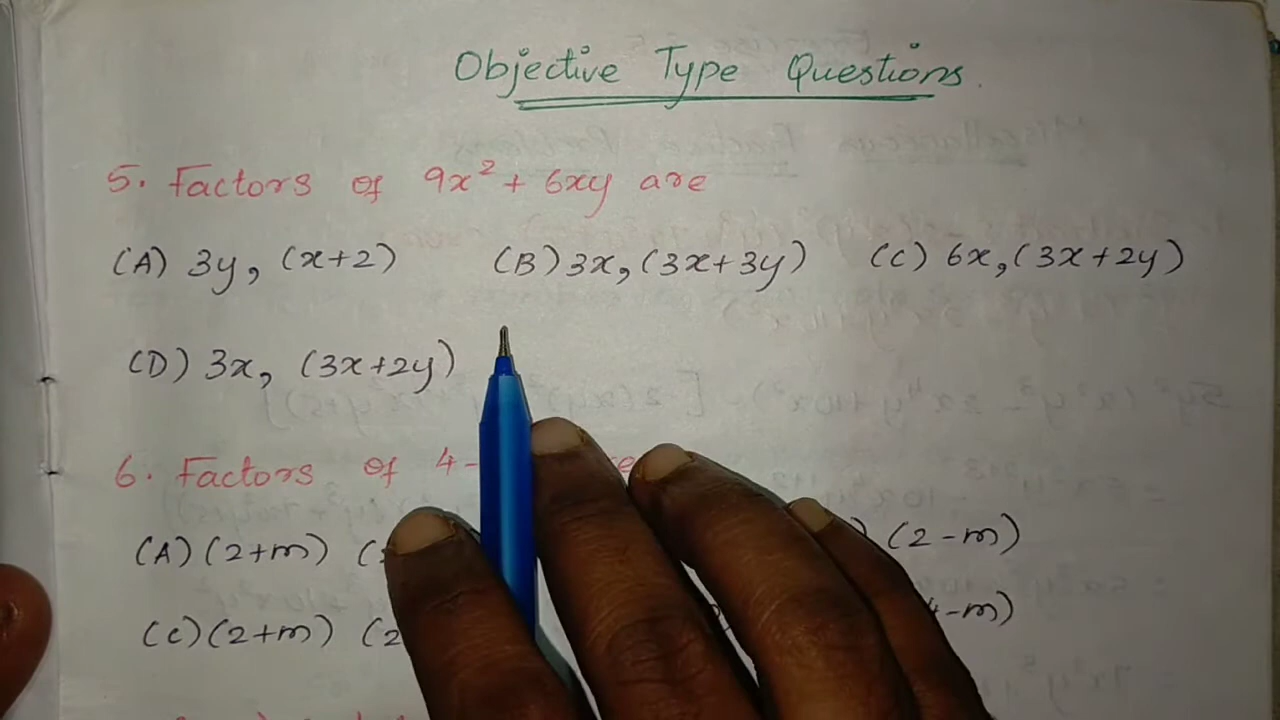 Objective Type Questions.
5. Factors of 9x² + 6xy are
(A) 3y, (x+2) (B) 3x, (3x+3y) (C) 6x, (3x+2y)
(D) 3x, (3x+2y)
6. Factors of 4-
(A) (2+m) (2-m)
(C) (2+m) (2 -m)